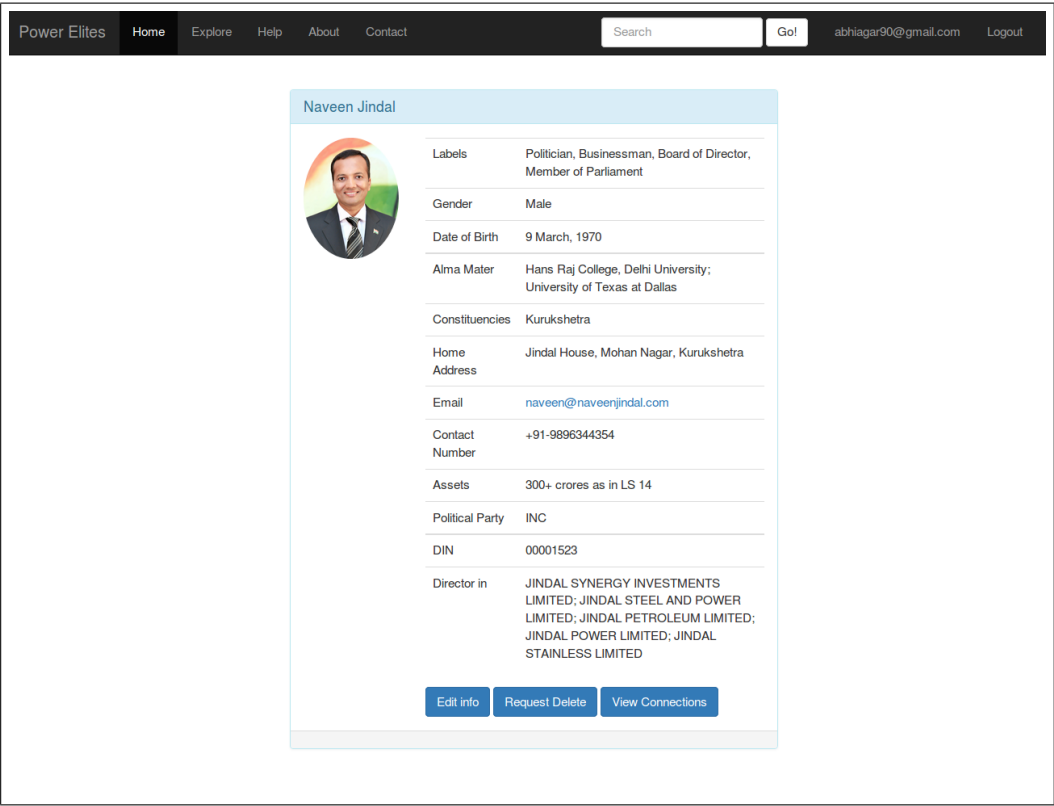 Power Elites Home Explore Help About Contact Search Go! abhiagar90@gmail.com Logout
Naveen Jindal
Labels Politician, Businessman, Board of Director,
Member of Parliament
Gender Male
Date of Birth 9 March, 1970
Alma Mater Hans Raj College, Delhi University;
University of Texas at Dallas
Constituencies Kurukshetra
Home Jindal House, Mohan Nagar, Kurukshetra
Address
Email naveen@naveenjindal.com
Contact +91-9896344354
Number
Assets 300+ crores as in LS 14
Political Party INC
DIN 00001523
Director in JINDAL SYNERGY INVESTMENTS
LIMITED; JINDAL STEEL AND POWER
LIMITED; JINDAL PETROLEUM LIMITED;
JINDAL POWER LIMITED; JINDAL
STAINLESS LIMITED
Edit info Request Delete View Connections